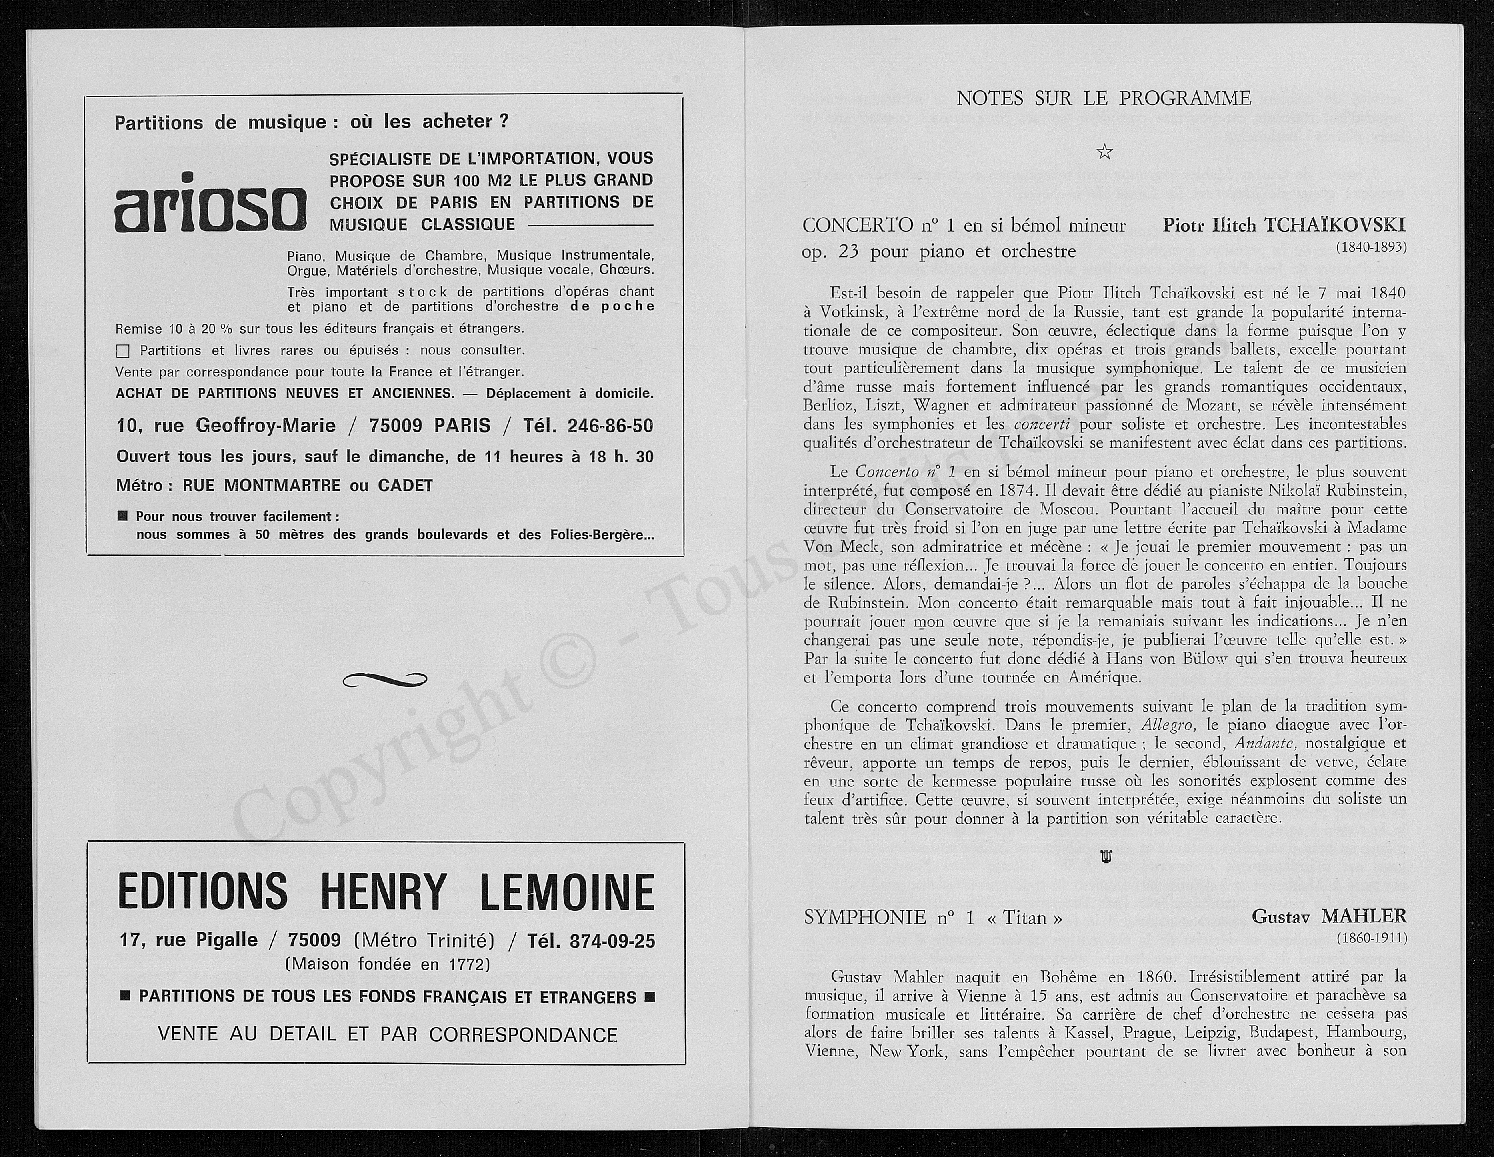 Partitions de musique : où les acheter ?
arioso
SPÉCIALISTE DE L'IMPORTATION, VOUS
PROPOSE SUR 100 M2 LE PLUS GRAND
CHOIX DE PARIS EN PARTITIONS DE
MUSIQUE CLASSIQUE
Piano, Musique de Chambre, Musique Instrumentale,
Orgue, Matériels d'orchestre, Musique vocale, Chœurs.
Très important stock de partitions d'opéras chant
et piano et de partitions d'orchestre de poche
Remise 10 à 20 % sur tous les éditeurs français et étrangers.
□ Partitions et livres rares ou épuisés : nous consulter.
Vente par correspondance pour toute la France et l'étranger.
ACHAT DE PARTITIONS NEUVES ET ANCIENNES. — Déplacement à domicile.
10, rue Geoffroy-Marie / 75009 PARIS / Tél. 246-86-50
Ouvert tous les jours, sauf le dimanche, de 11 heures à 18 h. 30
Métro : RUE MONTMARTRE ou CADET
■ Pour nous trouver facilement :
nous sommes à 50 mètres des grands boulevards et des Folies-Bergère...
EDITIONS HENRY LEMOINE
17, rue Pigalle / 75009 (Métro Trinité) / Tél. 874-09-25
(Maison fondée en 1772)
■ PARTITIONS DE TOUS LES FONDS FRANÇAIS ET ETRANGERS ■
VENTE AU DETAIL ET PAR CORRESPONDANCE
NOTES SUR LE PROGRAMME
CONCERTO n° 1 en si bémol mineur Piotr Ilitch TCHAÏKOVSKI
op. 23 pour piano et orchestre (1840-1893)
Est-il besoin de rappeler que Piotr Ilitch Tchaïkovski est né le 7 mai 1840
à Votkinsk, à l'extrême nord de la Russie, tant est grande la popularité interna-
tionale de ce compositeur. Son œuvre, éclectique dans la forme puisque l'on y
trouve musique de chambre, dix opéras et trois grands ballets, excelle pourtant
tout particulièrement dans la musique symphonique. Le talent de ce musicien
d'âme russe mais fortement influencé par les grands romantiques occidentaux,
Berlioz, Liszt, Wagner et admirateur passionné de Mozart, se révèle intensément
dans les symphonies et les concerti pour soliste et orchestre. Les incontestables
qualités d'orchestrateur de Tchaïkovski se manifestent avec éclat dans ces partitions.
Le Concerto n° 1 en si bémol mineur pour piano et orchestre, le plus souvent
interprété, fut composé en 1874. Il devait être dédié au pianiste Nikolaï Rubinstein,
directeur du Conservatoire de Moscou. Pourtant l'accueil du maître pour cette
œuvre fut très froid si l'on en juge par une lettre écrite par Tchaïkovski à Madame
Von Meck, son admiratrice et mécène : « Je jouai le premier mouvement : pas un
mot, pas une réflexion... Je trouvai la force de jouer le concerto en entier. Toujours
le silence. Alors, demandai-je ?... Alors un flot de paroles s'échappa de la bouche
de Rubinstein. Mon concerto était remarquable mais tout à fait injouable... Il ne
pourrait jouer mon œuvre que si je la remaniais suivant les indications... Je n'en
changerai pas une seule note, répondis-je, je publierai l'œuvre telle qu'elle est. »
Par la suite le concerto fut donc dédié à Hans von Bülow qui s'en trouva heureux
et l'emporta lors d'une tournée en Amérique.
Ce concerto comprend trois mouvements suivant le plan de la tradition sym-
phonique de Tchaïkovski. Dans le premier, Allegro, le piano diaogue avec l'or-
chestre en un climat grandiose et dramatique ; le second, Andante, nostalgique et
rêveur, apporte un temps de repos, puis le dernier, éblouissant de verve, éclate
en une sorte de kermesse populaire russe où les sonorités explosent comme des
feux d'artifice. Cette œuvre, si souvent interprétée, exige néanmoins du soliste un
talent très sûr pour donner à la partition son véritable caractère.
SYMPHONIE n° 1 « Titan » Gustav MAHLER
(1860-1911)
Gustav Mahler naquit en Bohême en 1860. Irrésistiblement attiré par la
musique, il arrive à Vienne à 15 ans, est admis au Conservatoire et parachève sa
formation musicale et littéraire. Sa carrière de chef d'orchestre ne cessera pas
alors de faire briller ses talents à Kassel, Prague, Leipzig, Budapest, Hambourg,
Vienne, New York, sans l'empêcher pourtant de se livrer avec bonheur à son
Copyright © - Tous